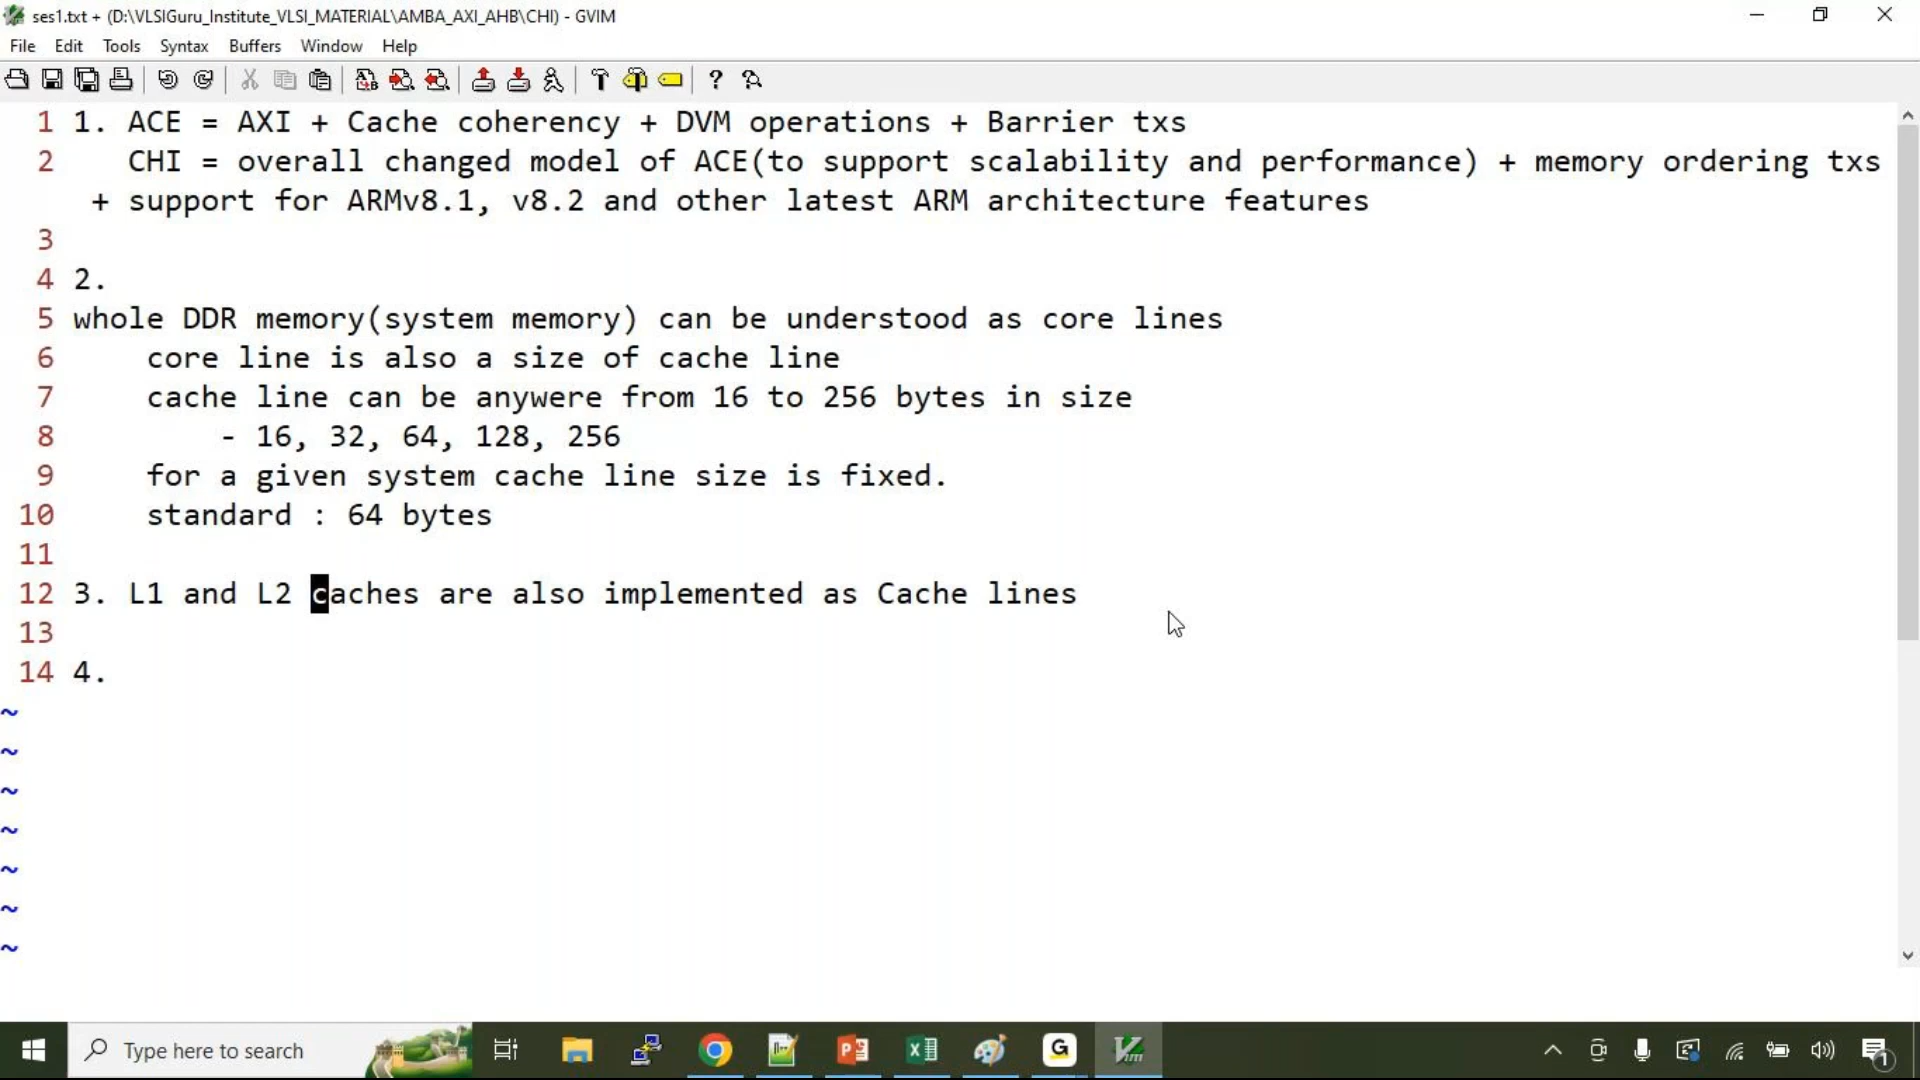 ses1.txt + (D:\VLSIGuru_Institute_VLSI_MATERIAL\AMBA_AXI_AHB\CHI) - GVIM
File Edit Tools Syntax Buffers Window Help
1 1. ACE = AXI + Cache coherency + DVM operations + Barrier txs
2 CHI = overall changed model of ACE(to support scalability and performance) + memory ordering txs
+ support for ARMv8.1, v8.2 and other latest ARM architecture features
3
4 2.
5 whole DDR memory(system memory) can be understood as core lines
6 core line is also a size of cache line
7 cache line can be anywere from 16 to 256 bytes in size
8 - 16, 32, 64, 128, 256
9 for a given system cache line size is fixed.
10 standard : 64 bytes
11
12 3. L1 and L2 caches are also implemented as Cache lines
13
14 4.
~
~
~
~
~
~
~
Type here to search